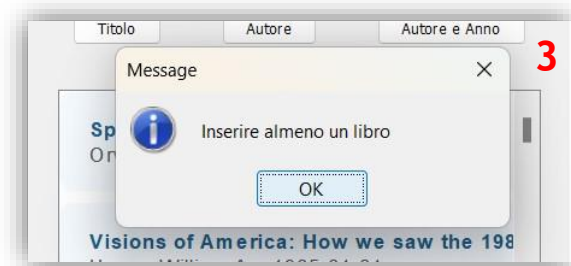 Titolo Autore Autore e Anno
3
Message
Inserire almeno un libro
Sp
OK
Visions of America: How we saw the 198